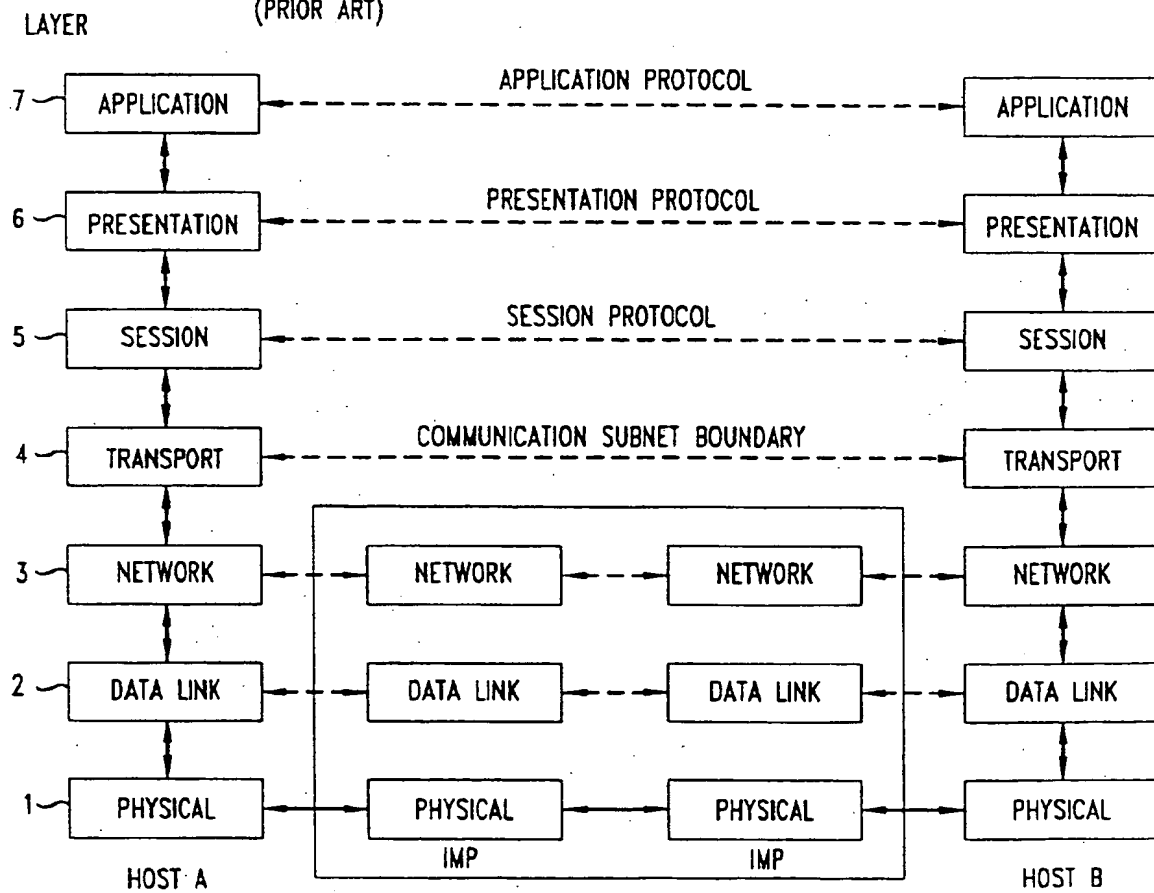 (PRIOR ART)
LAYER
APPLICATION PROTOCOL
7 APPLICATION APPLICATION
PRESENTATION PROTOCOL
6 PRESENTATION PRESENTATION
SESSION PROTOCOL
5 SESSION SESSION
COMMUNICATION SUBNET BOUNDARY
4 TRANSPORT TRANSPORT
3 NETWORK NETWORK NETWORK NETWORK
2 DATA LINK DATA LINK DATA LINK DATA LINK
1 PHYSICAL PHYSICAL PHYSICAL PHYSICAL
IMP IMP
HOST A HOST B